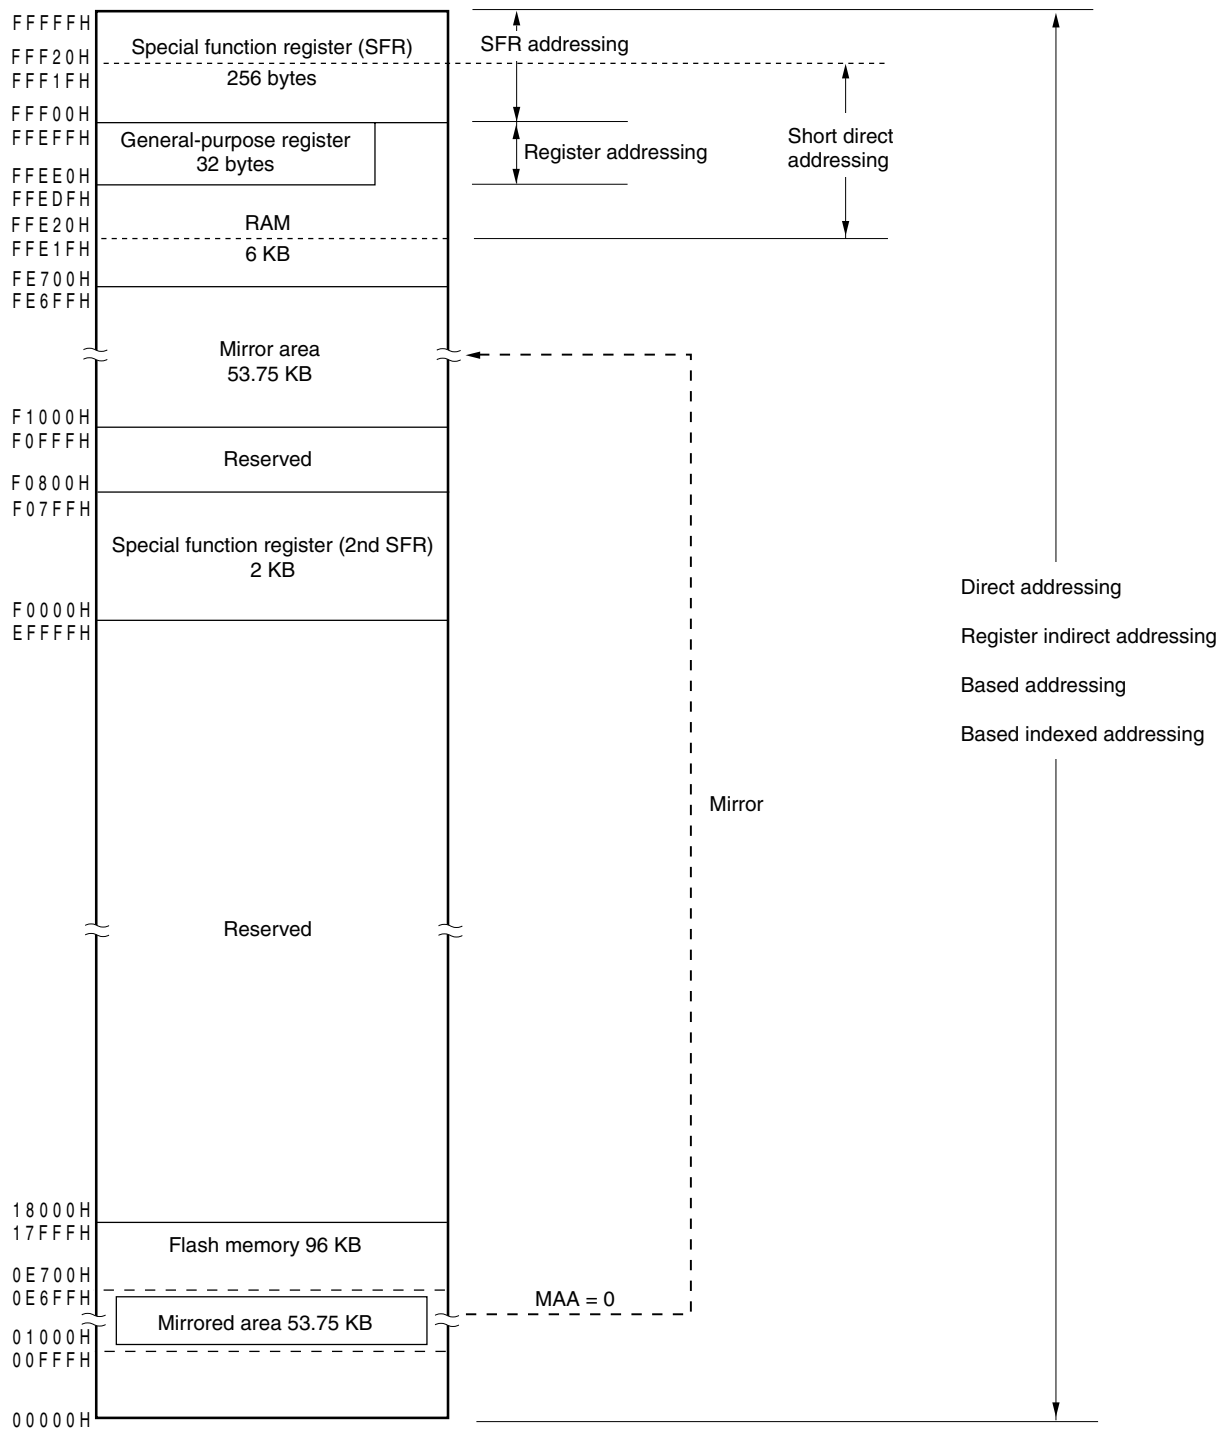 FFFFFH
Special function register (SFR)
SFR addressing
FFF20H
FFF1FH
256 bytes
FFF00H
FFEFFH
General-purpose register
32 bytes
Register addressing
Short direct
addressing
FFEE0H
FFEDFH
FFE20H
RAM
FFE1FH
6 KB
FE700H
FE6FFH
Mirror area
53.75 KB
F1000H
F0FFFH
Reserved
F0800H
F07FFH
Special function register (2nd SFR)
2 KB
F0000H
EFFFFH
Direct addressing
Register indirect addressing
Based addressing
Based indexed addressing
Mirror
Reserved
18000H
17FFFH
Flash memory 96 KB
0E700H
0E6FFH
MAA = 0
Mirrored area 53.75 KB
01000H
00FFFH
00000H